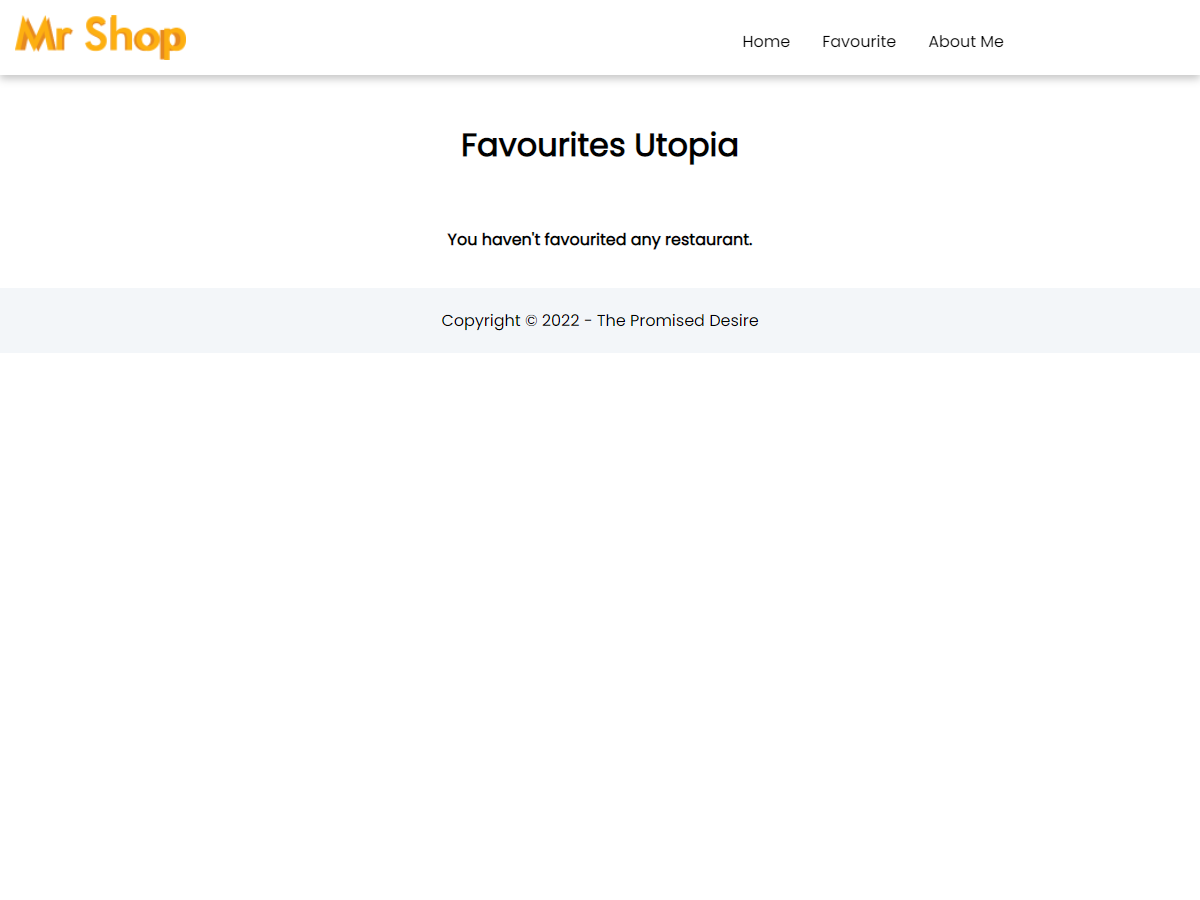 Mr Shop
Home Favourite About Me
Favourites Utopia
You haven't favourited any restaurant.
Copyright © 2022 - The Promised Desire